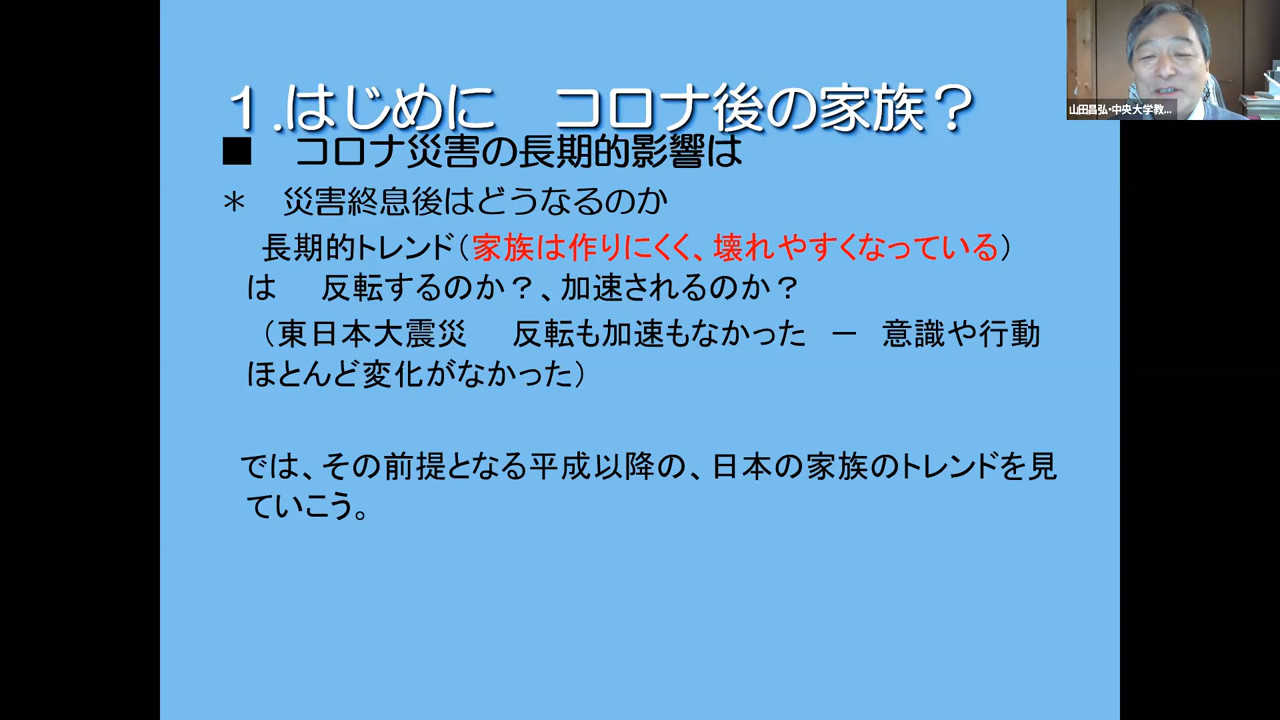 １.はじめに　コロナ後の家族？
■　コロナ災害の長期的影響は
＊　災害終息後はどうなるのか
長期的トレンド（家族は作りにくく、壊れやすくなっている）
は　反転するのか？、加速されるのか？
（東日本大震災　反転も加速もなかった　－　意識や行動
ほとんど変化がなかった）
では、その前提となる平成以降の、日本の家族のトレンドを見
ていこう。
山田昌弘・中央大学教...